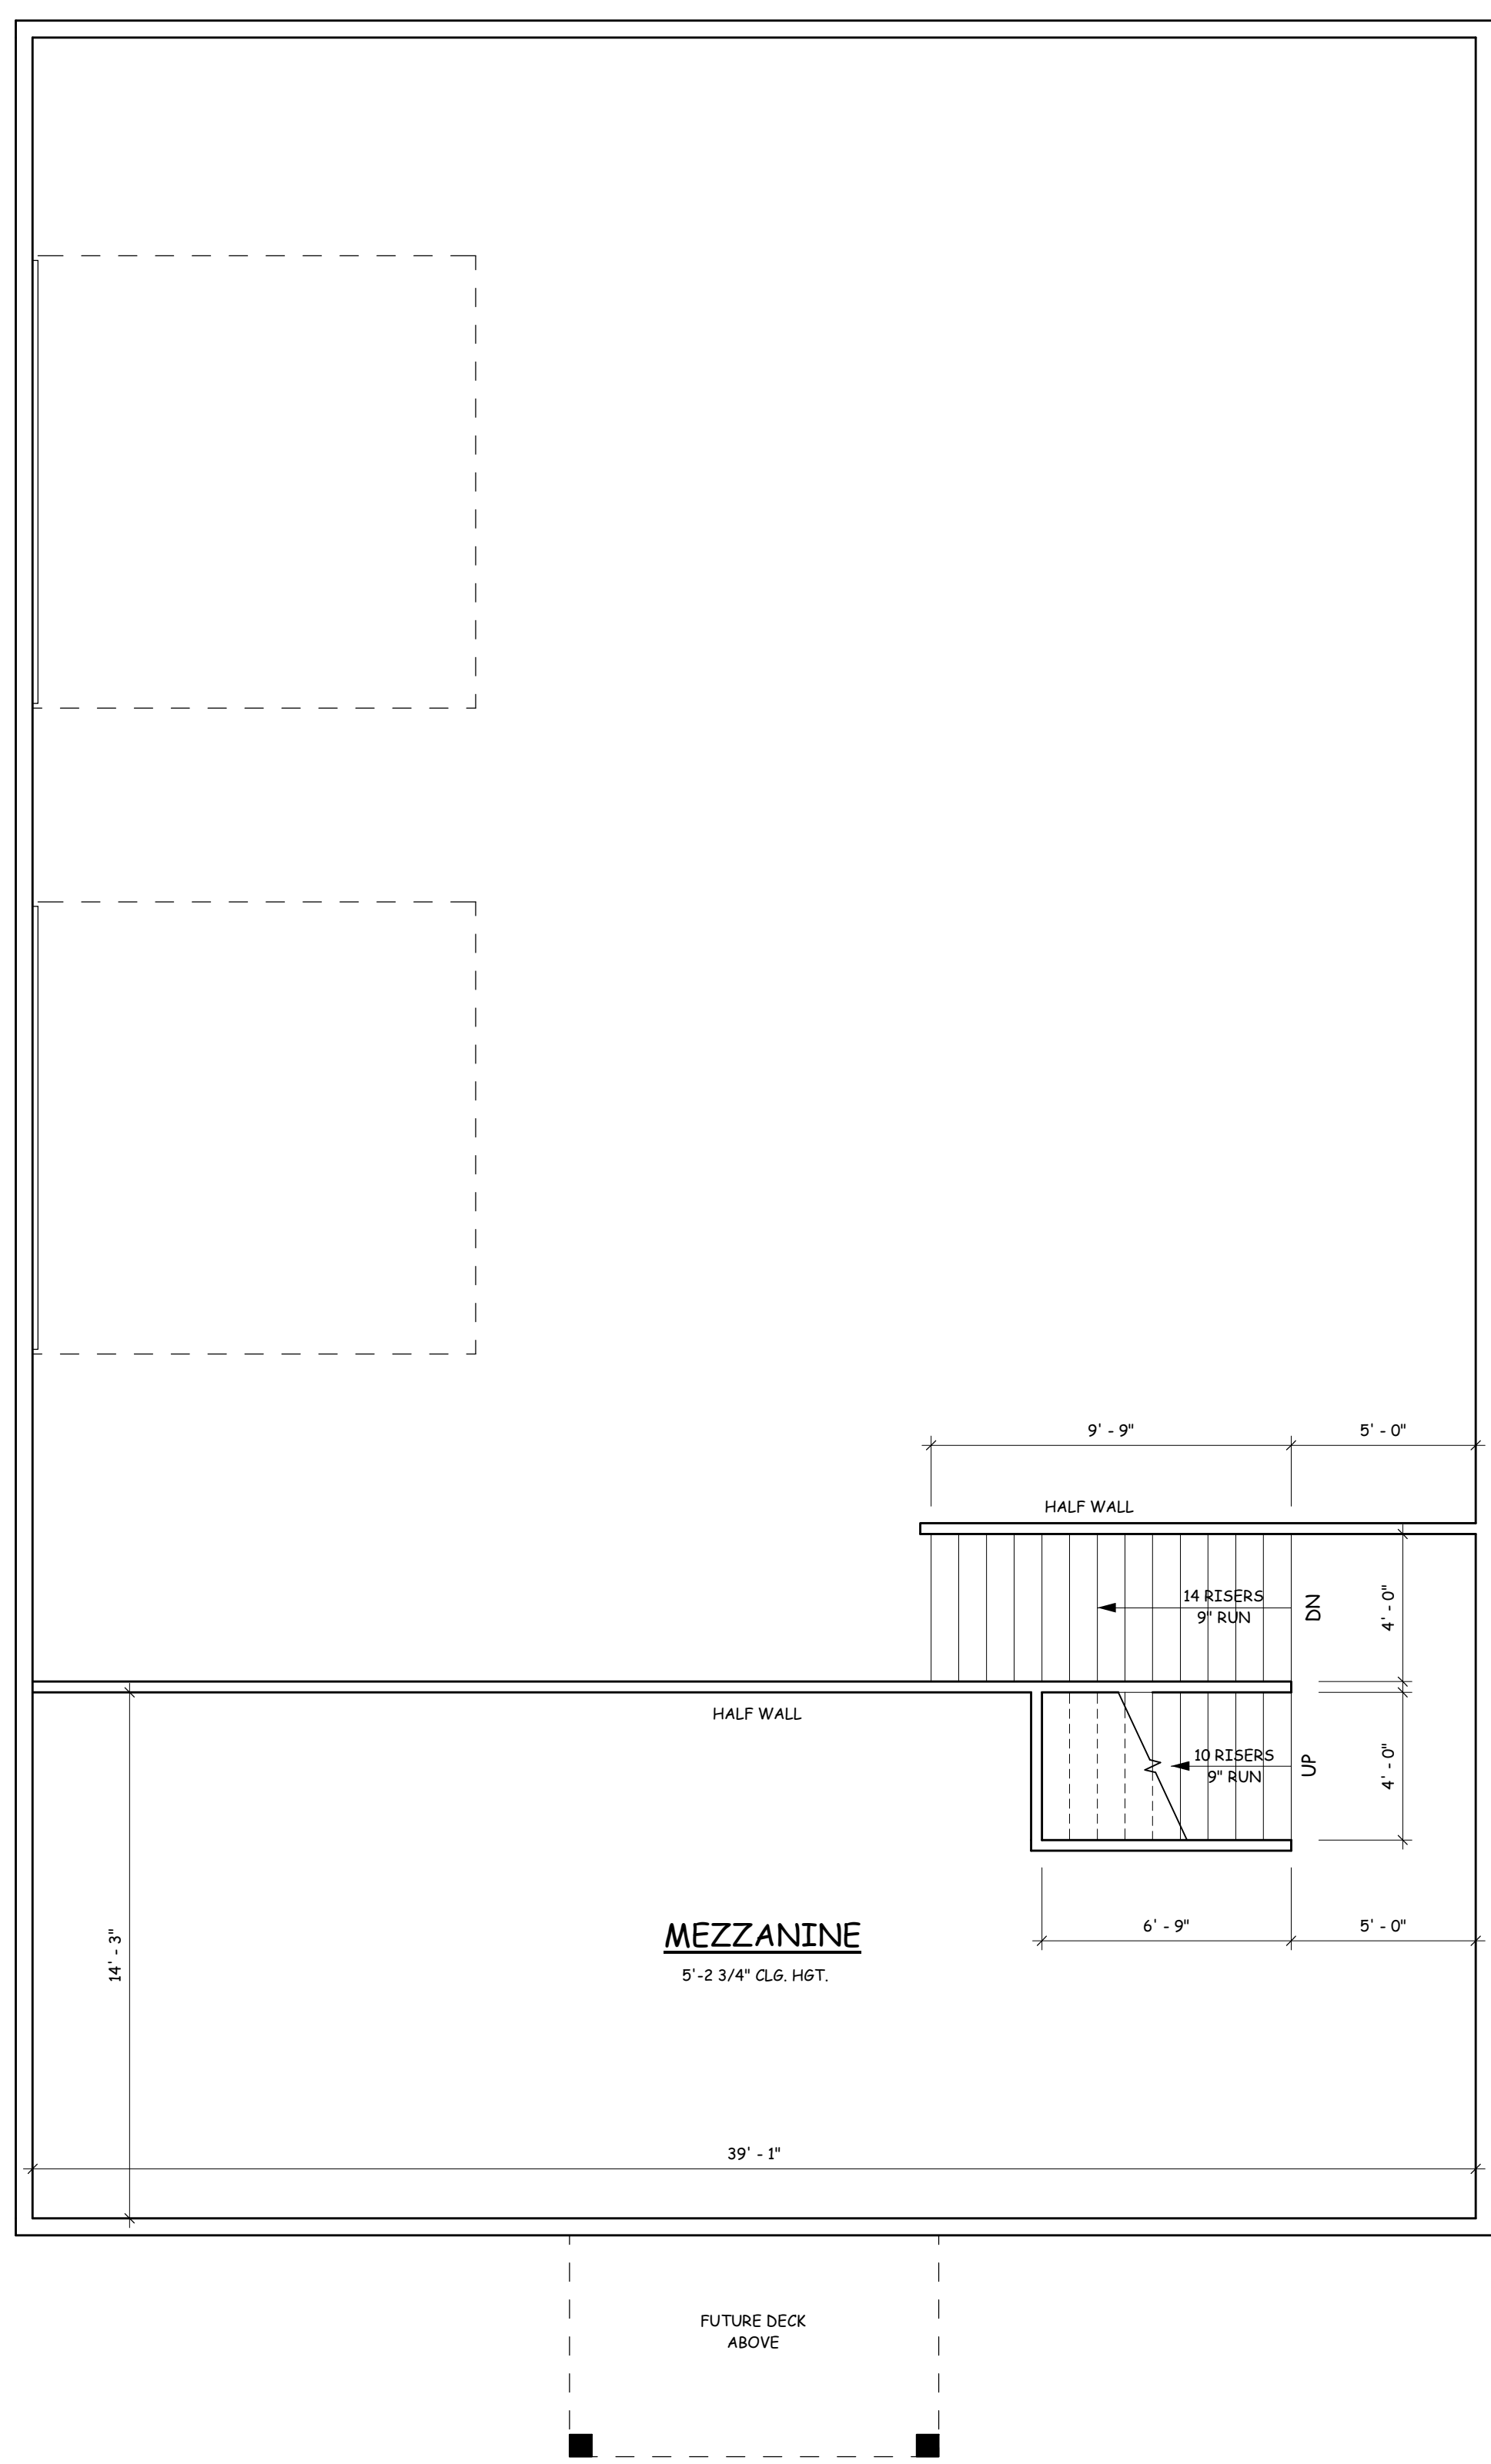 9' - 9"
5' - 0"
HALF WALL
14 RISERS
9" RUN
DN
4' - 0"
HALF WALL
10 RISERS
9" RUN
UP
4' - 0"
MEZZANINE
5'-2 3/4" CLG. HGT.
6' - 9"
5' - 0"
14' - 3"
39' - 1"
FUTURE DECK
ABOVE